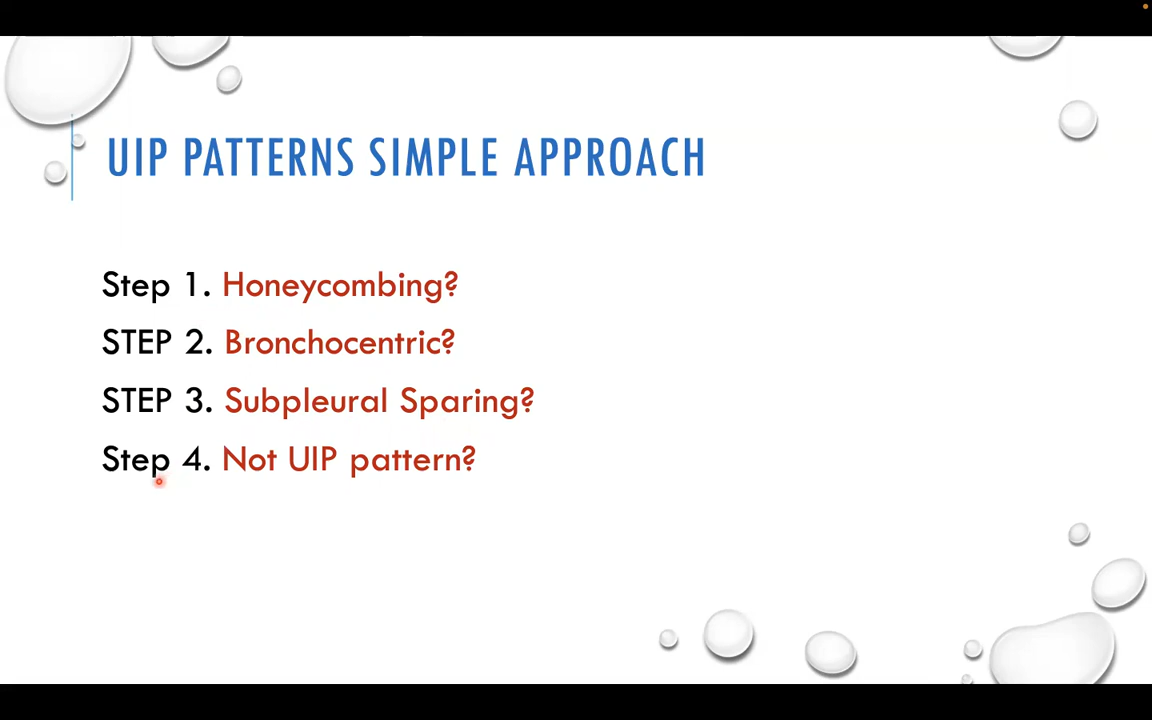 UIP PATTERNS SIMPLE APPROACH
Step 1. Honeycombing?
STEP 2. Bronchocentric?
STEP 3. Subpleural Sparing?
Step 4. Not UIP pattern?